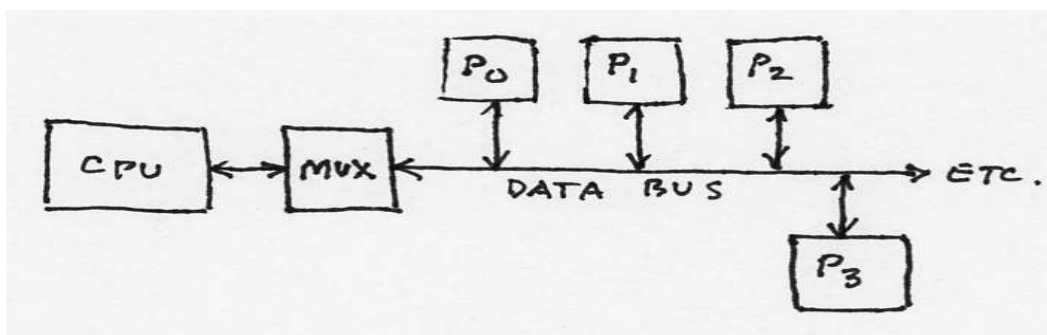 P0
P1
P2
CPU
MUX
DATA BUS
ETC.
P3